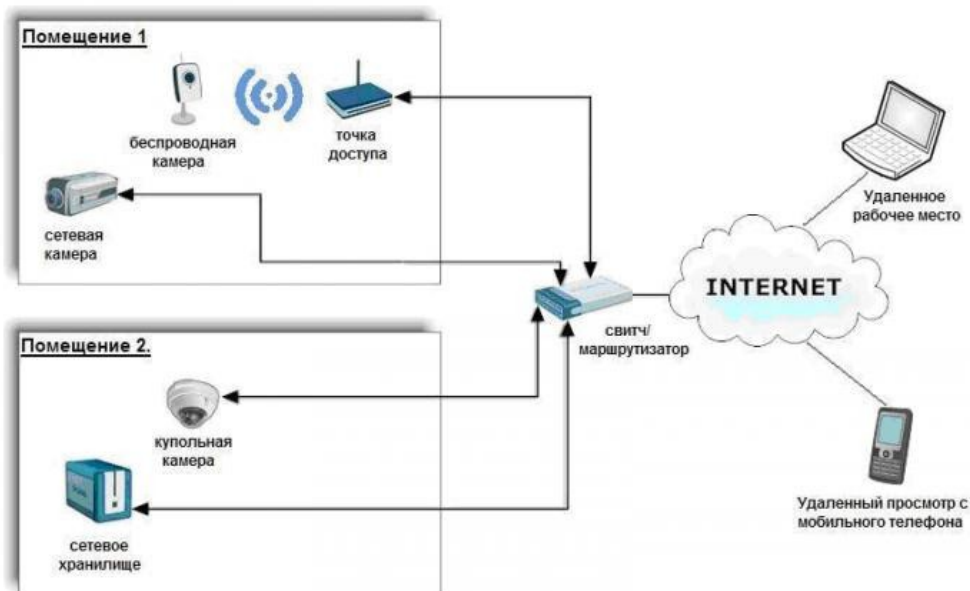 Помещение 1
беспроводная
камера
точка
доступа
сетевая
камера
Удаленное
рабочее место
INTERNET
свитч/
маршрутизатор
Помещение 2.
купольная
камера
сетевое
хранилище
Удаленный просмотр с
мобильного телефона